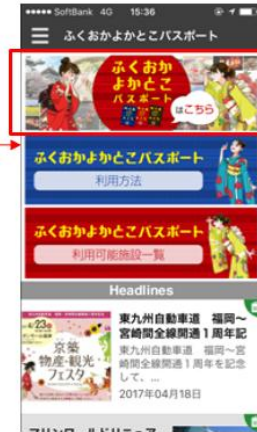 SoftBank 4G 15:36
ふくおかよかとこパスポート
ふくおか
よかとこ
パスポート
はこちら
ふくおかよかとこパスポート
利用方法
ふくおかよかとこパスポート
利用可能施設一覧
Headlines
4/23
京築
物産・観光
フェスタ
東九州自動車道 福岡～
宮崎間全線開通1周年記
東九州自動車道 福岡～宮
崎間全線開通1周年を記念
して、...
2017年04月18日